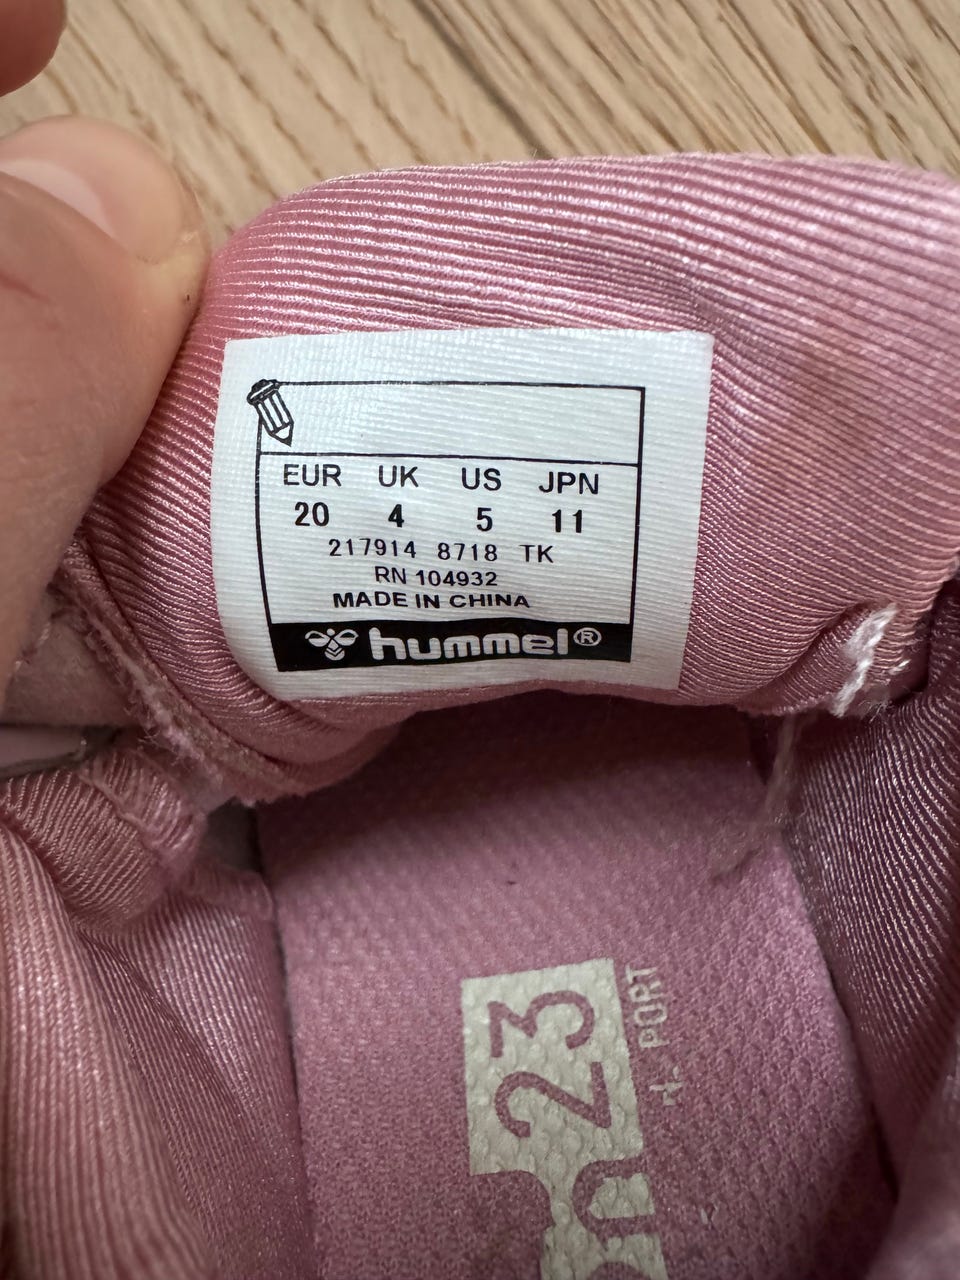 EUR UK US JPN
20 4 5 11
217914 8718 TK
RN 104932
MADE IN CHINA
hummel®
23
PORT